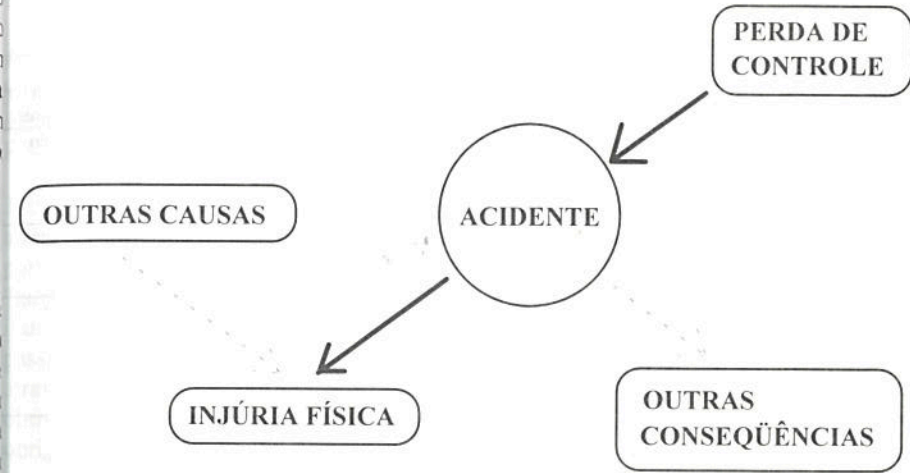 PERDA DE
CONTROLE
ACIDENTE
OUTRAS CAUSAS
INJÚRIA FÍSICA
OUTRAS
CONSEQÜÊNCIAS